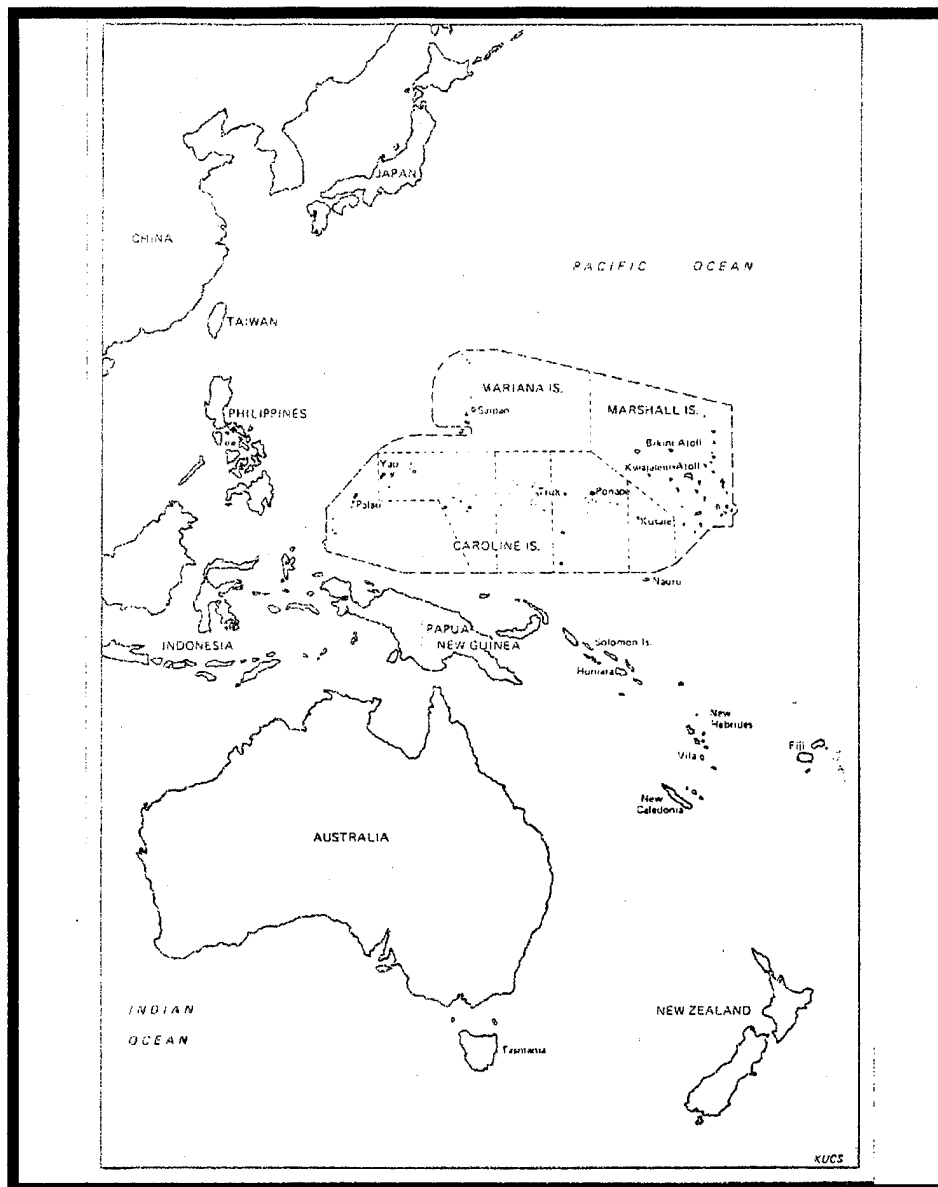 JAPAN
CHINA
PACIFIC OCEAN
TAIWAN
MARIANA IS.
MARSHALL IS.
Saipan
PHILIPPINES
Bikini Atoll
Yap
Kwajalein Atoll
Truk
Ponape
Palau
Kusaie
CAROLINE IS.
Nauru
PAPUA
NEW GUINEA
INDONESIA
Solomon Is.
Huniara
New
Hebrides
Vila
Fiji
New
Caledonia
AUSTRALIA
INDIAN
OCEAN
NEW ZEALAND
Tasmania
KUCS